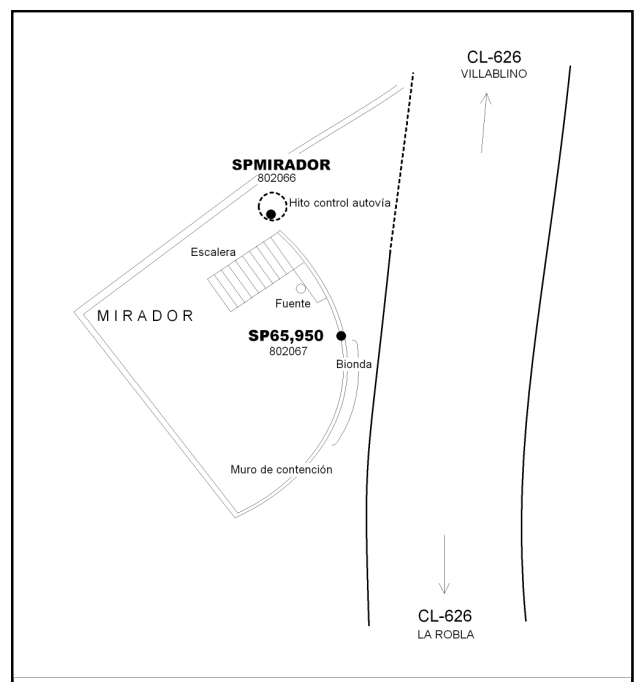 CL-626
VILLABLINO
SPMIRADOR
802066
Hito control autovía
Escalera
Fuente
MIRADOR
SP65,950
802067
Bionda
Muro de contención
CL-626
LA ROBLA